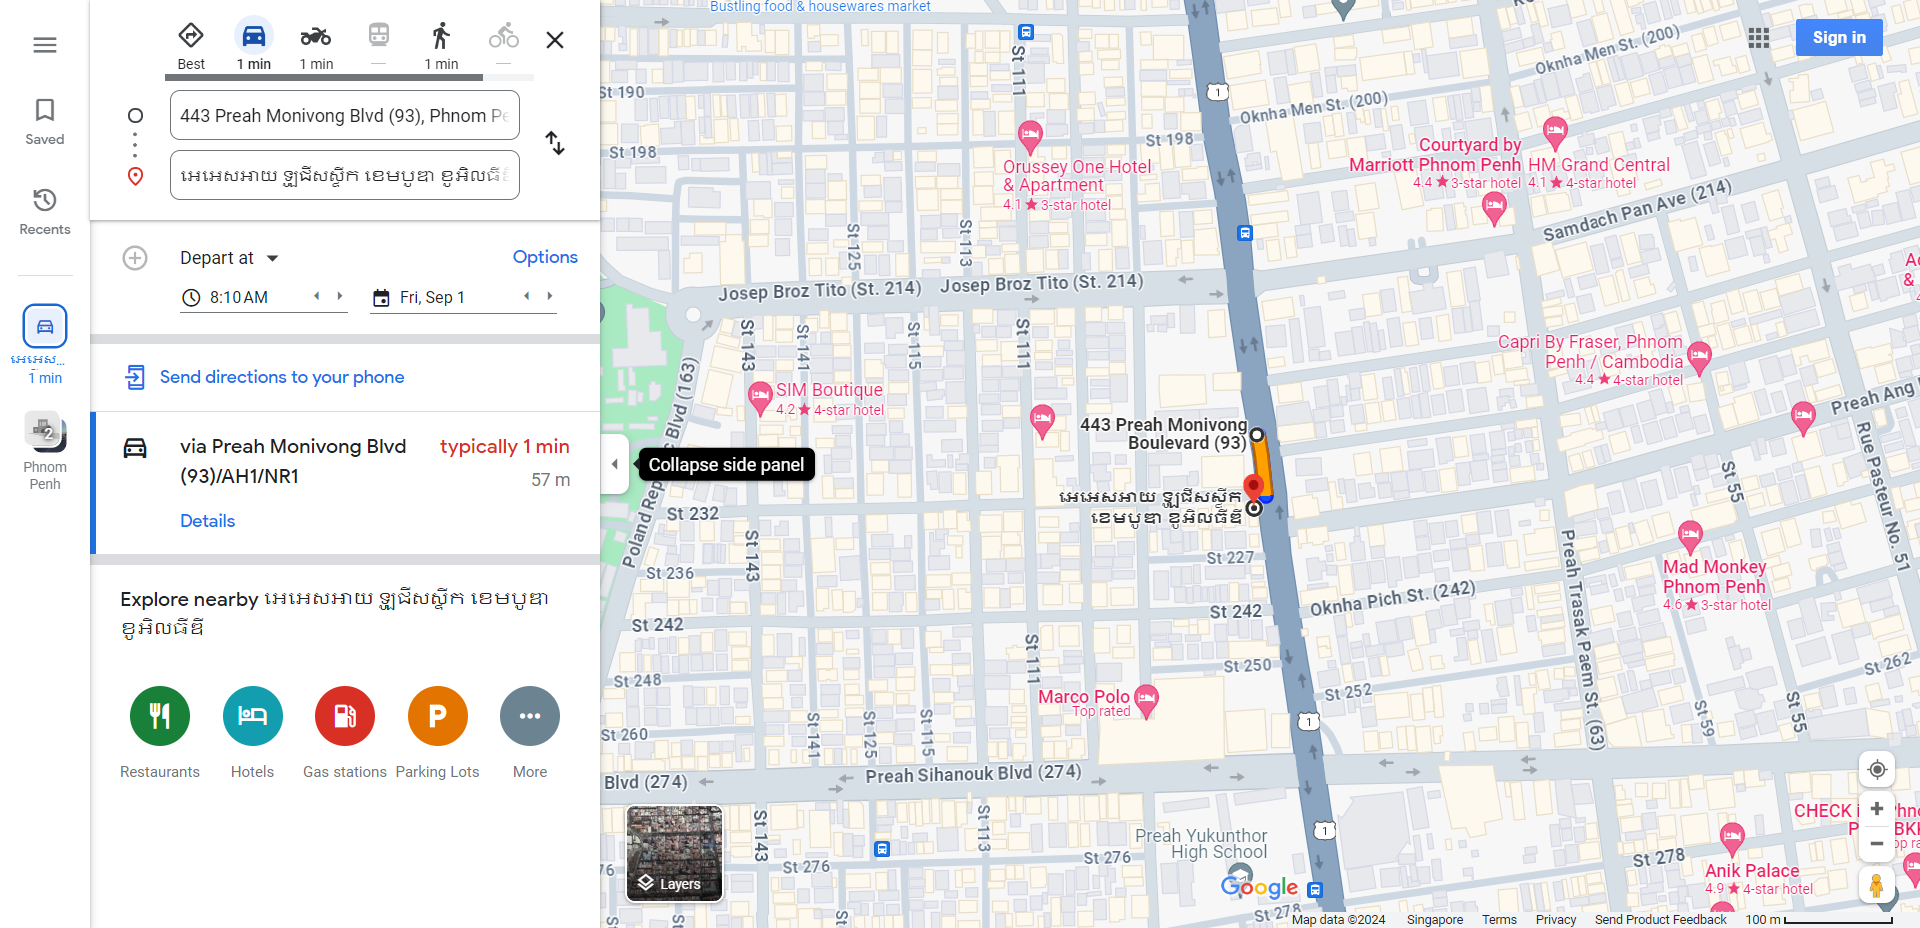 Saved
Recents
អេអេស...
1 min
2
Phnom
Penh
Best
1 min
1 min
—
1 min
—
443 Preah Monivong Blvd (93), Phnom Pe
អេអេសអាយ ឡូជីសស្ទីក ខេមបូឌា ខូអិលធីឌី
Depart at
Options
8:10 AM
Fri, Sep 1
Send directions to your phone
via Preah Monivong Blvd
(93)/AH1/NR1
typically 1 min
57 m
Details
Explore nearby អេអេសអាយ ឡូជីសស្ទីក ខេមបូឌា
ខូអិលធីឌី
Restaurants
Hotels
Gas stations
P
Parking Lots
More
Collapse side panel
Layers
Sign in
Bustling food & housewares market
St 190
St 111
1
Oknha Men St. (200)
Oknha Men St. (200)
St 198
St 198
Orussey One Hotel
& Apartment
4.1 ★ 3-star hotel
Courtyard by
Marriott Phnom Penh
4.4 ★ 3-star hotel
HM Grand Central
4.1 ★ 4-star hotel
Samdach Pan Ave (214)
St 125
St 113
Josep Broz Tito (St. 214)
Josep Broz Tito (St. 214)
St 143
St 141
St 115
St 111
Capri By Fraser, Phnom
Penh / Cambodia
4.4 ★ 4-star hotel
SIM Boutique
4.2 ★ 4-star hotel
Preah Ang
443 Preah Monivong
Boulevard (93)
អេអេសអាយ ឡូជីសស្ទីក
ខេមបូឌា ខូអិលធីឌី
Rue Pasteur No. 51
St 55
St 232
St 143
St 227
St 236
Mad Monkey
Phnom Penh
4.6 ★ 3-star hotel
Oknha Pich St. (242)
St 242
St 242
Preah Trasak Paem St. (63)
St 111
St 250
St 252
St 262
St 248
Marco Polo
Top rated
1
St 59
St 55
St 260
St 141
St 125
St 115
Blvd (274)
Preah Sihanouk Blvd (274)
St 143
St 113
1
Preah Yukunthor
High School
St 276
St 276
St 278
CHECK i
Anik Palace
4.9 ★ 4-star hotel
Google
St 278
Map data ©2024
Singapore
Terms
Privacy
Send Product Feedback
100 m